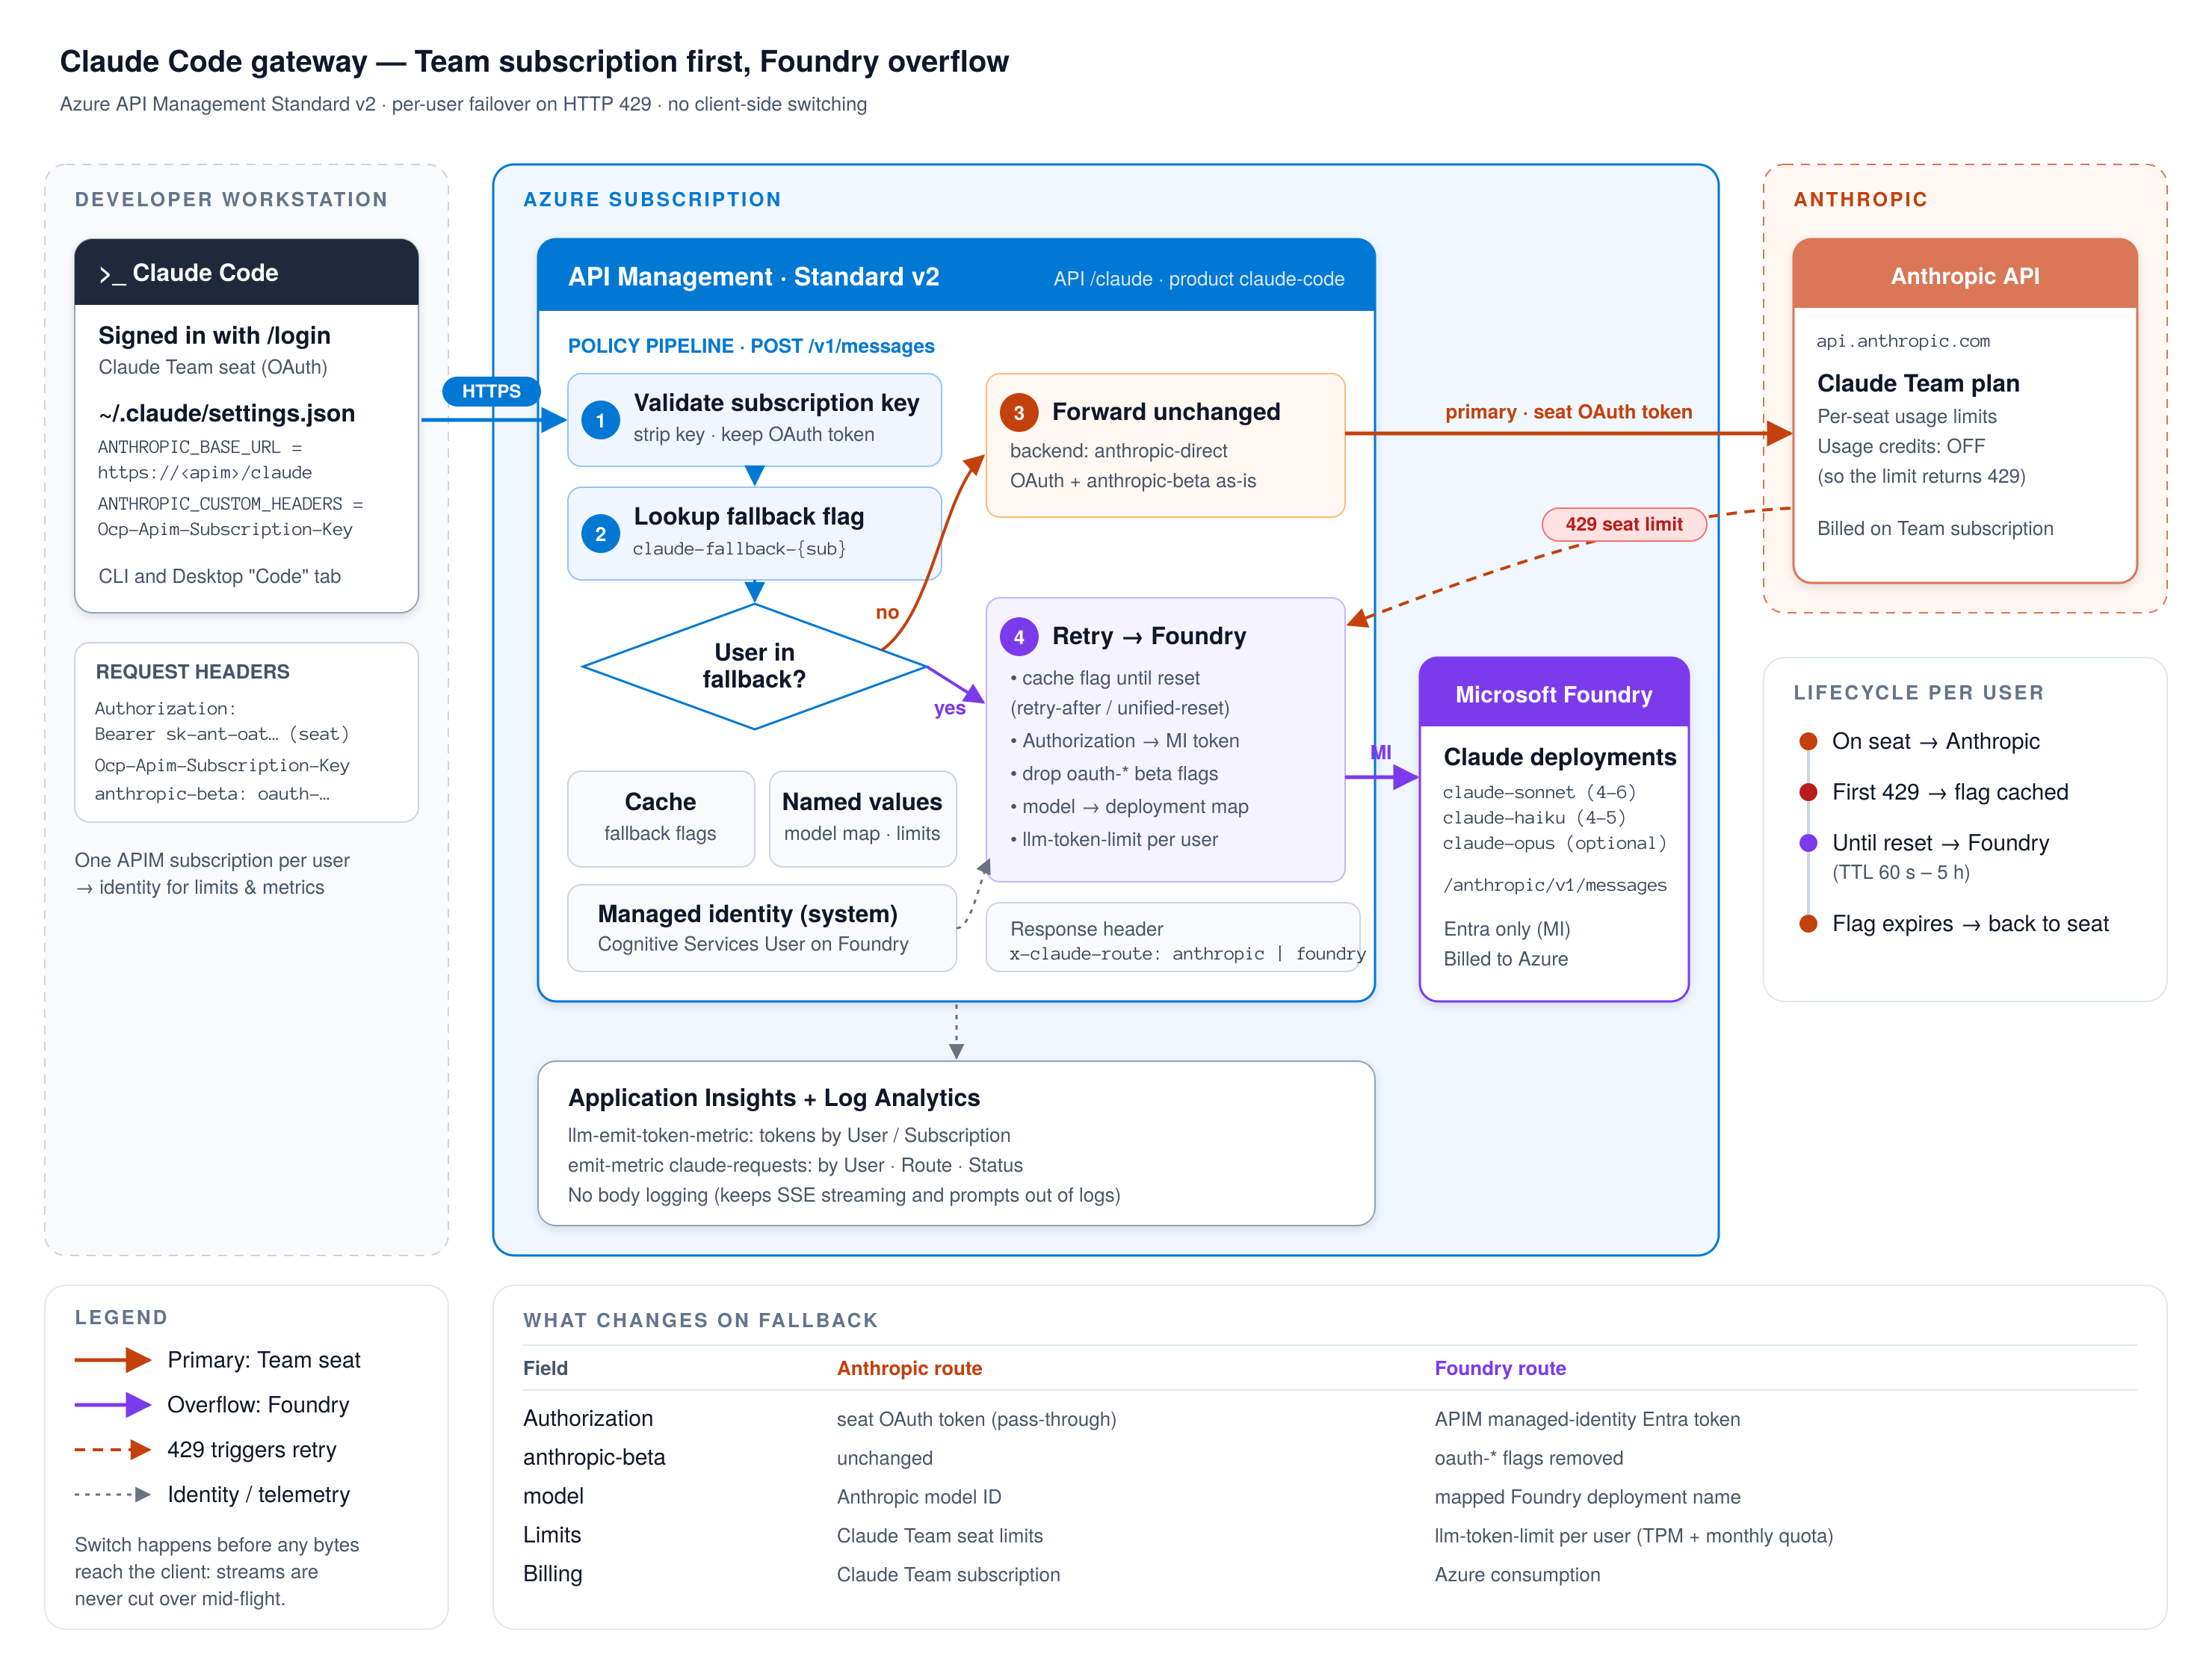 Claude Code gateway — Team subscription first, Foundry overflow
Azure API Management Standard v2 · per-user failover on HTTP 429 · no client-side switching
DEVELOPER WORKSTATION
>_ Claude Code
Signed in with /login
Claude Team seat (OAuth)
~/.claude/settings.json
ANTHROPIC_BASE_URL =
https://<apim>/claude
ANTHROPIC_CUSTOM_HEADERS =
Ocp-Apim-Subscription-Key
CLI and Desktop "Code" tab
REQUEST HEADERS
Authorization:
Bearer sk-ant-oat… (seat)
Ocp-Apim-Subscription-Key
anthropic-beta: oauth-…
One APIM subscription per user
→ identity for limits & metrics
HTTPS
AZURE SUBSCRIPTION
API Management · Standard v2
API /claude · product claude-code
POLICY PIPELINE · POST /v1/messages
1
Validate subscription key
strip key · keep OAuth token
2
Lookup fallback flag
claude-fallback-{sub}
User in
fallback?
no
yes
3
Forward unchanged
backend: anthropic-direct
OAuth + anthropic-beta as-is
4
Retry → Foundry
• cache flag until reset
(retry-after / unified-reset)
• Authorization → MI token
• drop oauth-* beta flags
• model → deployment map
• llm-token-limit per user
Cache
fallback flags
Named values
model map · limits
Managed identity (system)
Cognitive Services User on Foundry
Response header
x-claude-route: anthropic | foundry
primary · seat OAuth token
429 seat limit
MI
Microsoft Foundry
Claude deployments
claude-sonnet (4-6)
claude-haiku (4-5)
claude-opus (optional)
/anthropic/v1/messages
Entra only (MI)
Billed to Azure
Application Insights + Log Analytics
llm-emit-token-metric: tokens by User / Subscription
emit-metric claude-requests: by User · Route · Status
No body logging (keeps SSE streaming and prompts out of logs)
ANTHROPIC
Anthropic API
api.anthropic.com
Claude Team plan
Per-seat usage limits
Usage credits: OFF
(so the limit returns 429)
Billed on Team subscription
LIFECYCLE PER USER
On seat → Anthropic
First 429 → flag cached
Until reset → Foundry
(TTL 60 s – 5 h)
Flag expires → back to seat
LEGEND
Primary: Team seat
Overflow: Foundry
429 triggers retry
Identity / telemetry
Switch happens before any bytes
reach the client: streams are
never cut over mid-flight.
WHAT CHANGES ON FALLBACK
Field Anthropic route Foundry route
Authorization seat OAuth token (pass-through) APIM managed-identity Entra token
anthropic-beta unchanged oauth-* flags removed
model Anthropic model ID mapped Foundry deployment name
Limits Claude Team seat limits llm-token-limit per user (TPM + monthly quota)
Billing Claude Team subscription Azure consumption